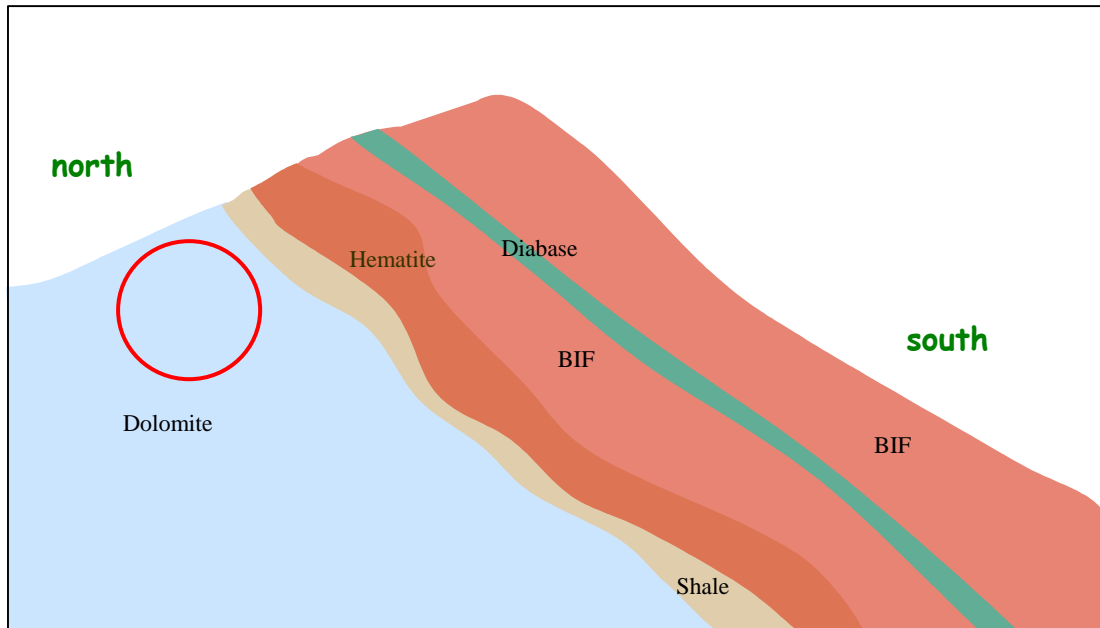 north
Diabase
Hematite
south
BIF
Dolomite
BIF
Shale